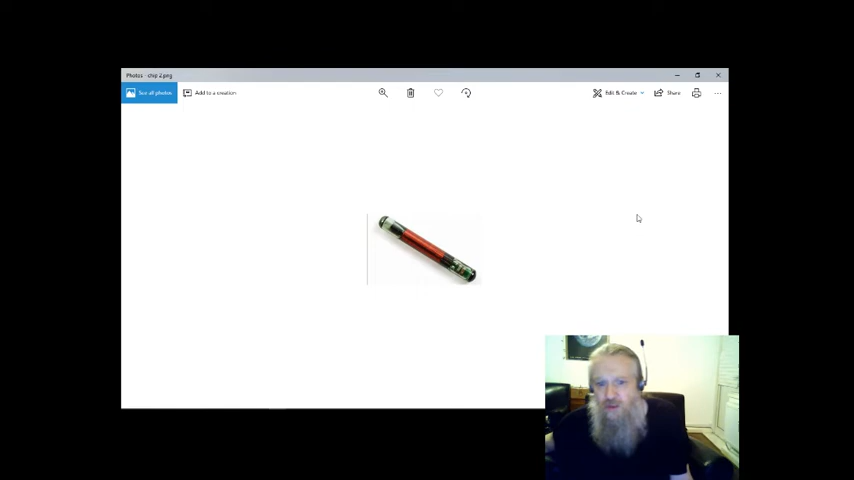 Photos - chip 2.png
See all photos
Add to a creation
Edit & Create
Share